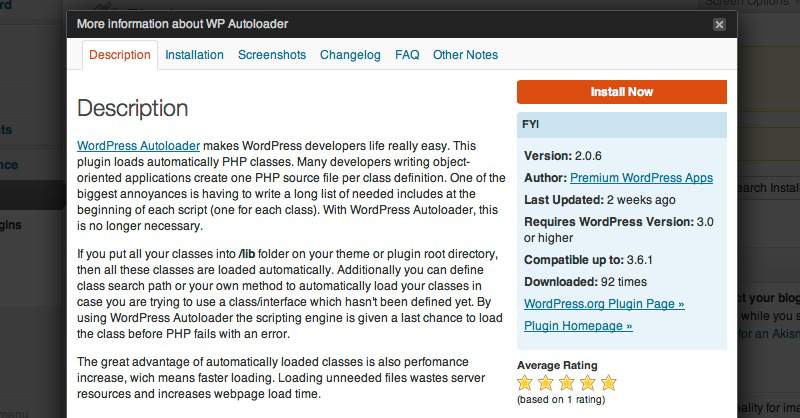 More information about WP Autoloader
Description Installation Screenshots Changelog FAQ Other Notes
Description
WordPress Autoloader makes WordPress developers life really easy. This
plugin loads automatically PHP classes. Many developers writing object-
oriented applications create one PHP source file per class definition. One of the
biggest annoyances is having to write a long list of needed includes at the
beginning of each script (one for each class). With WordPress Autoloader, this
is no longer necessary.
If you put all your classes into /lib folder on your theme or plugin root directory,
then all these classes are loaded automatically. Additionally you can define
class search path or your own method to automatically load your classes in
case you are trying to use a class/interface which hasn't been defined yet. By
using WordPress Autoloader the scripting engine is given a last chance to load
the class before PHP fails with an error.
The great advantage of automatically loaded classes is also perfomance
increase, wich means faster loading. Loading unneeded files wastes server
resources and increases webpage load time.
Install Now
FYI
Version: 2.0.6
Author: Premium WordPress Apps
Last Updated: 2 weeks ago
Requires WordPress Version: 3.0
or higher
Compatible up to: 3.6.1
Downloaded: 92 times
WordPress.org Plugin Page »
Plugin Homepage »
Average Rating
(based on 1 rating)
Screen Options
earch Install
your blog
while you s
for an Akism
uality for ima